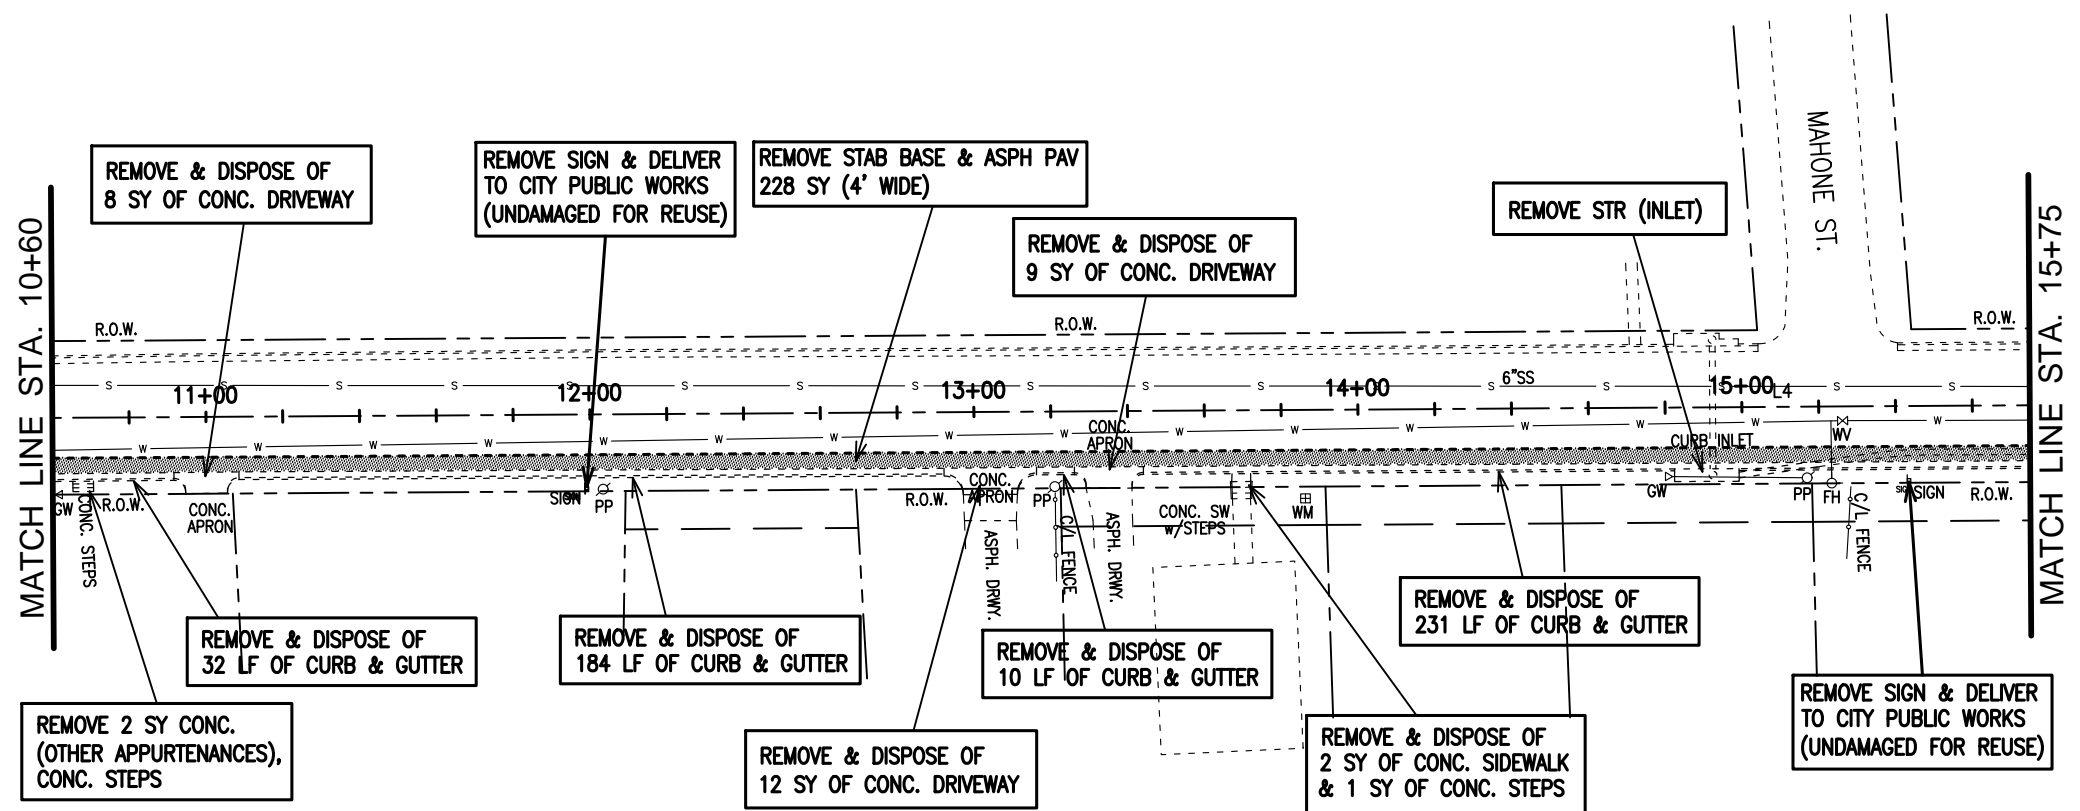 MAHONE ST.
REMOVE & DISPOSE OF
8 SY OF CONC. DRIVEWAY
REMOVE SIGN & DELIVER
TO CITY PUBLIC WORKS
(UNDAMAGED FOR REUSE)
REMOVE STAB BASE & ASPH PAV
228 SY (4' WIDE)
REMOVE & DISPOSE OF
9 SY OF CONC. DRIVEWAY
REMOVE STR (INLET)
MATCH LINE STA. 10+60
MATCH LINE STA. 15+75
R.O.W.
R.O.W.
R.O.W.
S S S S S S S S S S S S S S S S
6"SS
11+00
12+00
13+00
14+00
15+00
L4
W W W W W W W W W W W W W W W W
WV
CONC.
APRON
CURB INLET
GW
CONC. STEPS
R.O.W.
CONC.
APRON
SIGN
PP
R.O.W.
CONC.
APRON
ASPH. DRWY.
PP
C/L FENCE
ASPH. DRWY.
CONC. SW
W/STEPS
WM
GW
PP
FH
C/L FENCE
SIGN
R.O.W.
REMOVE & DISPOSE OF
32 LF OF CURB & GUTTER
REMOVE & DISPOSE OF
184 LF OF CURB & GUTTER
REMOVE & DISPOSE OF
10 LF OF CURB & GUTTER
REMOVE & DISPOSE OF
231 LF OF CURB & GUTTER
REMOVE 2 SY CONC.
(OTHER APPURTENANCES),
CONC. STEPS
REMOVE & DISPOSE OF
12 SY OF CONC. DRIVEWAY
REMOVE & DISPOSE OF
2 SY OF CONC. SIDEWALK
& 1 SY OF CONC. STEPS
REMOVE SIGN & DELIVER
TO CITY PUBLIC WORKS
(UNDAMAGED FOR REUSE)